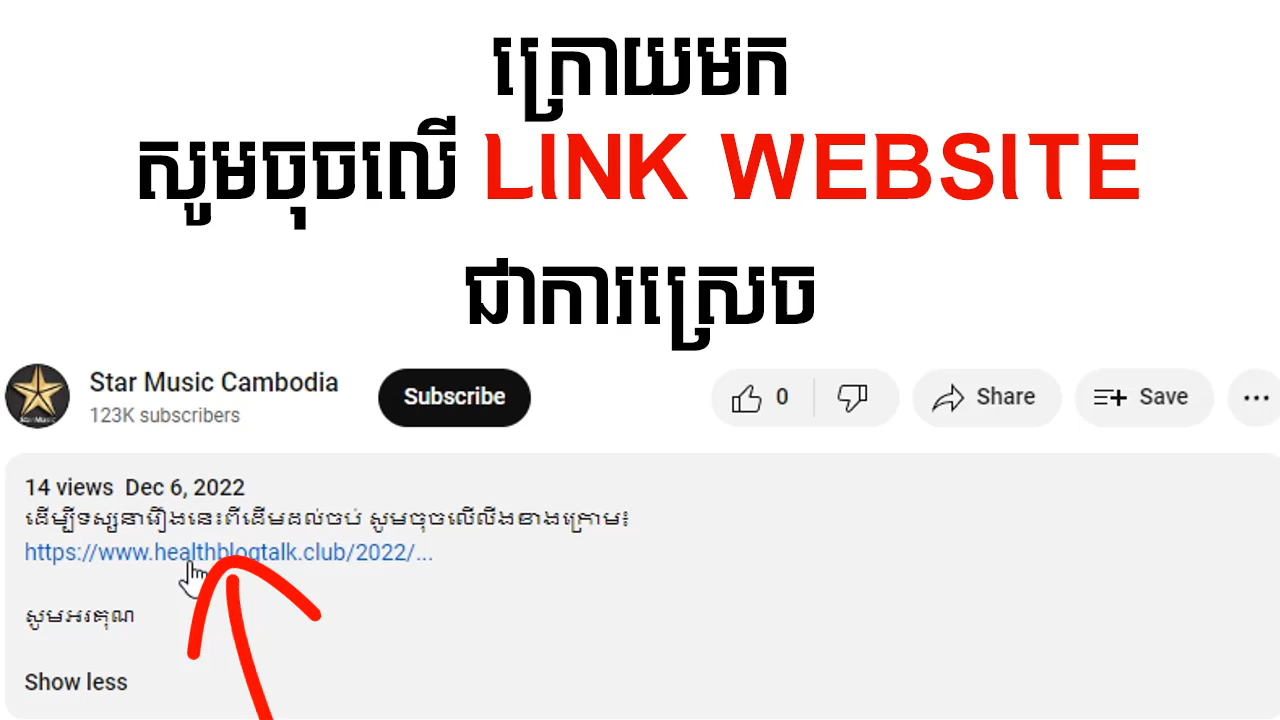 ក្រោយមក
សូមចុចលើ LINK WEBSITE
ជាការស្រេច
Star Music Cambodia
123K subscribers
Subscribe
0
Share
Save
14 views Dec 6, 2022
ដើម្បីទស្សនារឿងនេះពីដើមដល់ចប់ សូមចុចលើលីងខាងក្រោម៖
https://www.healthblogtalk.club/2022/...
សូមអរគុណ
Show less